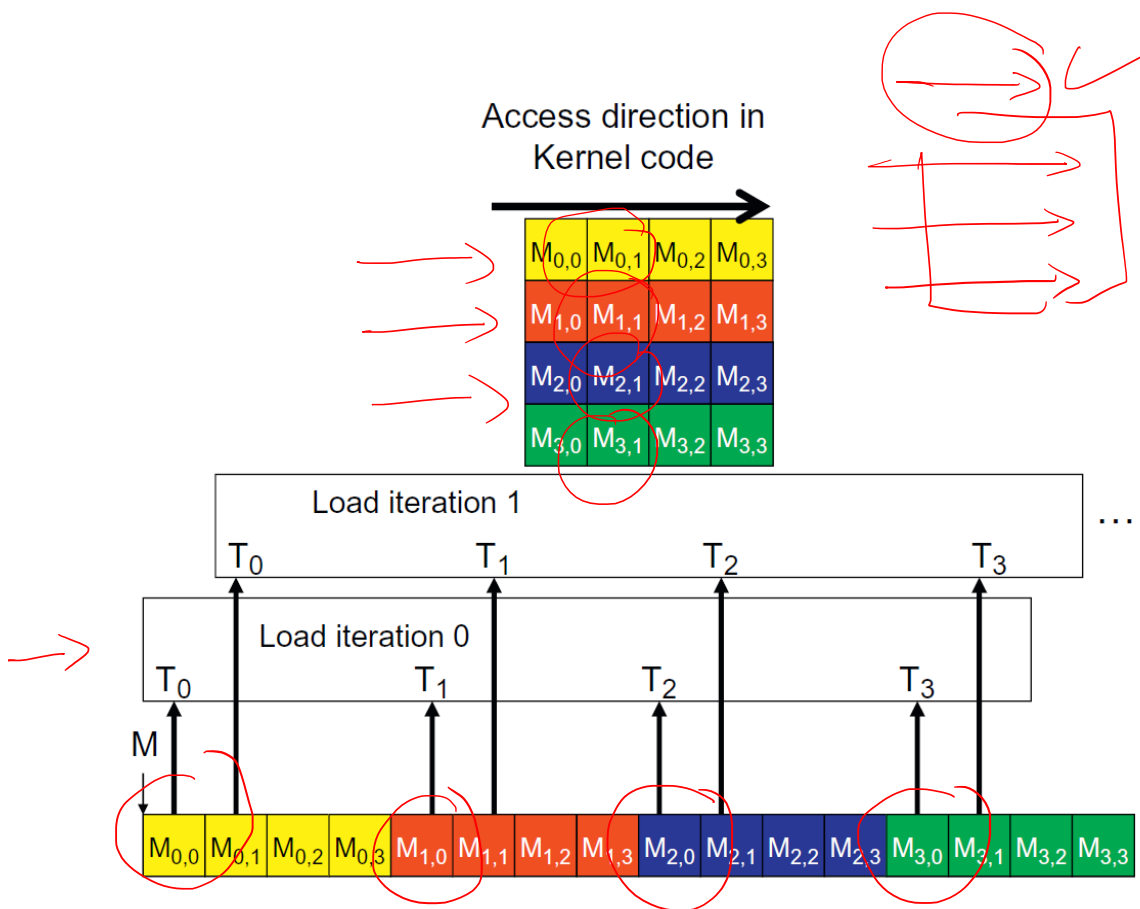 Access direction in
Kernel code
M0,0 M0,1 M0,2 M0,3
M1,0 M1,1 M1,2 M1,3
M2,0 M2,1 M2,2 M2,3
M3,0 M3,1 M3,2 M3,3
Load iteration 1
...
T0 T1 T2 T3
Load iteration 0
T0 T1 T2 T3
M
M0,0 M0,1 M0,2 M0,3 M1,0 M1,1 M1,2 M1,3 M2,0 M2,1 M2,2 M2,3 M3,0 M3,1 M3,2 M3,3